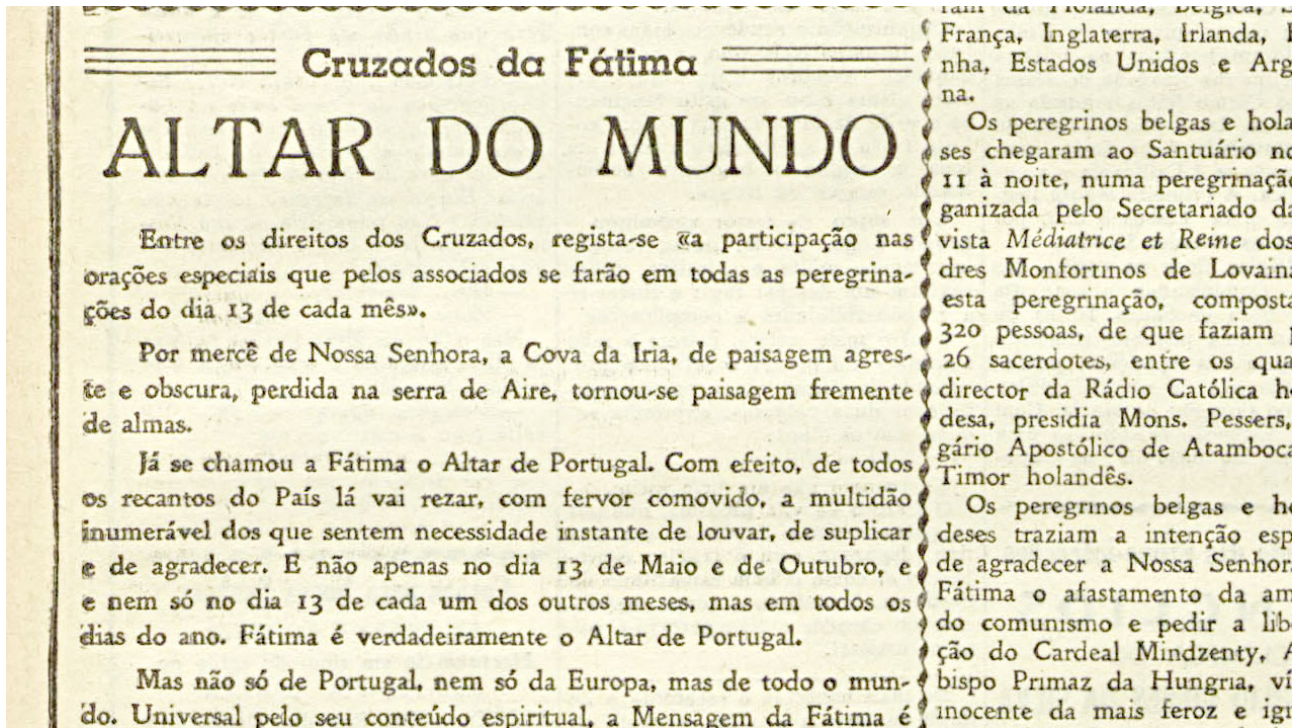 Cruzados da Fátima
ALTAR DO MUNDO
Entre os direitos dos Cruzados, regista-se «a participação nas
orações especiais que pelos associados se farão em todas as peregrina-
ções do dia 13 de cada mês».
Por mercê de Nossa Senhora, a Cova da Iria, de paisagem agres-
te e obscura, perdida na serra de Aire, tornou-se paisagem fremente
de almas.
Já se chamou a Fátima o Altar de Portugal. Com efeito, de todos
os recantos do País lá vai rezar, com fervor comovido, a multidão
inumerável dos que sentem necessidade instante de louvar, de suplicar
e de agradecer. E não apenas no dia 13 de Maio e de Outubro, e
e nem só no dia 13 de cada um dos outros meses, mas em todos os
dias do ano. Fátima é verdadeiramente o Altar de Portugal.
Mas não só de Portugal, nem só da Europa, mas de todo o mun-
do. Universal pelo seu conteúdo espiritual, a Mensagem da Fátima é
ram da Holanda, Bélgica,
França, Inglaterra, Irlanda,
nha, Estados Unidos e Arg
na.
Os peregrinos belgas e hola
ses chegaram ao Santuário no
11 à noite, numa peregrinação
ganizada pelo Secretariado da
vista Médiatrice et Reine dos
dres Monfortinos de Lovaina
esta peregrinação, composta
320 pessoas, de que faziam
26 sacerdotes, entre os qua
director da Rádio Católica ho
desa, presidia Mons. Pessers,
gário Apostólico de Atamboca
Timor holandês.
Os peregrinos belgas e ho
deses traziam a intenção esp
de agradecer a Nossa Senhor
Fátima o afastamento da am
do comunismo e pedir a libe
ção do Cardeal Mindzenty, A
bispo Primaz da Hungria, ví
inocente da mais feroz e ign